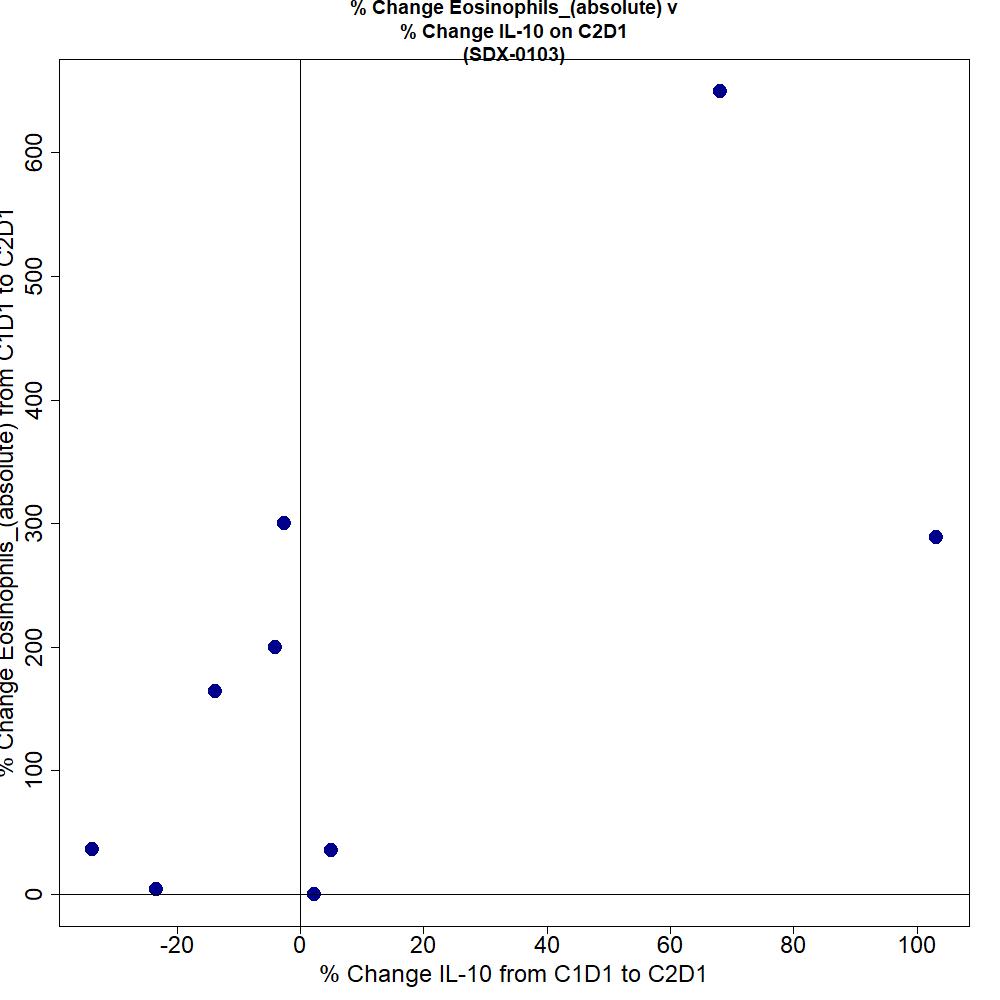 % Change Eosinophils_(absolute) v
% Change IL-10 on C2D1
(SDX-0103)
% Change Eosinophils_(absolute) from C1D1 to C2D1
600
500
400
300
200
100
0
-20
0
20
40
60
80
100
% Change IL-10 from C1D1 to C2D1